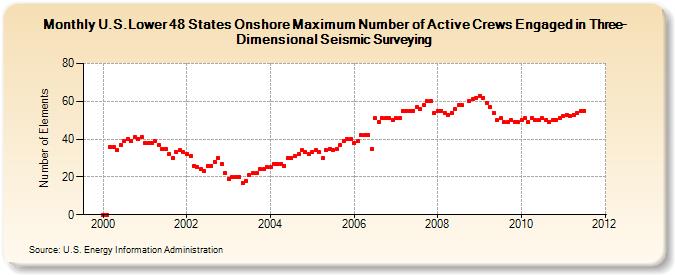 Monthly U.S. Lower 48 States Onshore Maximum Number of Active Crews Engaged in Three-
Dimensional Seismic Surveying
Number of Elements
80
60
40
20
0
2000 2002 2004 2006 2008 2010 2012
Source: U.S. Energy Information Administration